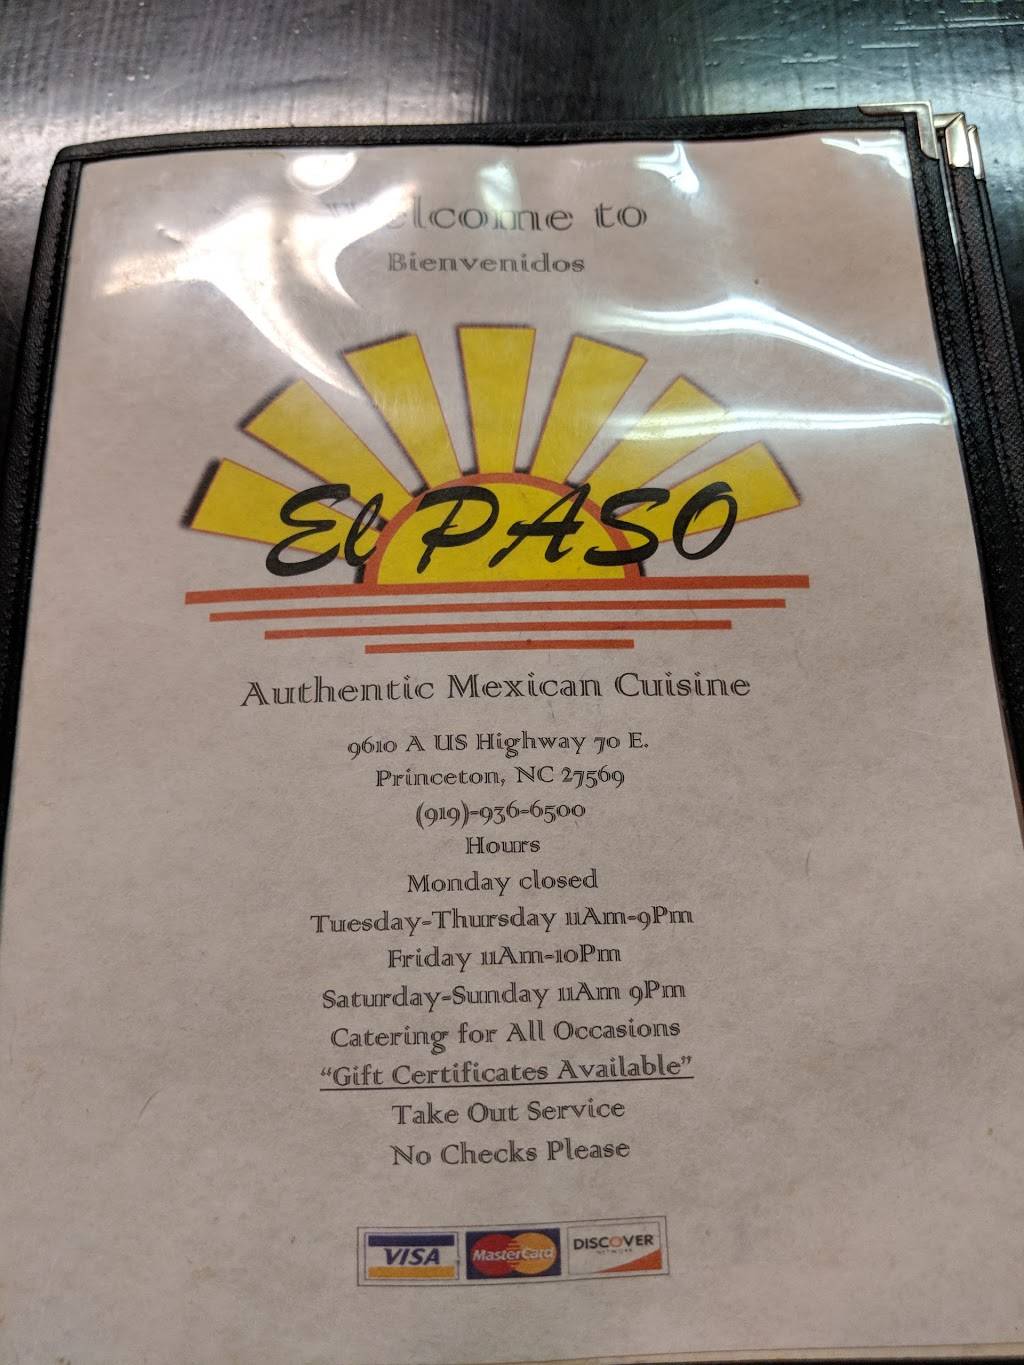 Welcome to
Bienvenidos
El PASO
Authentic Mexican Cuisine
9610 A US Highway 70 E.
Princeton, NC 27569
(919)-936-6500
Hours
Monday closed
Tuesday-Thursday 11Am-9Pm
Friday 11Am-10Pm
Saturday-Sunday 11Am 9Pm
Catering for All Occasions
“Gift Certificates Available”
Take Out Service
No Checks Please
VISA MasterCard DISCOVER
NETWORK